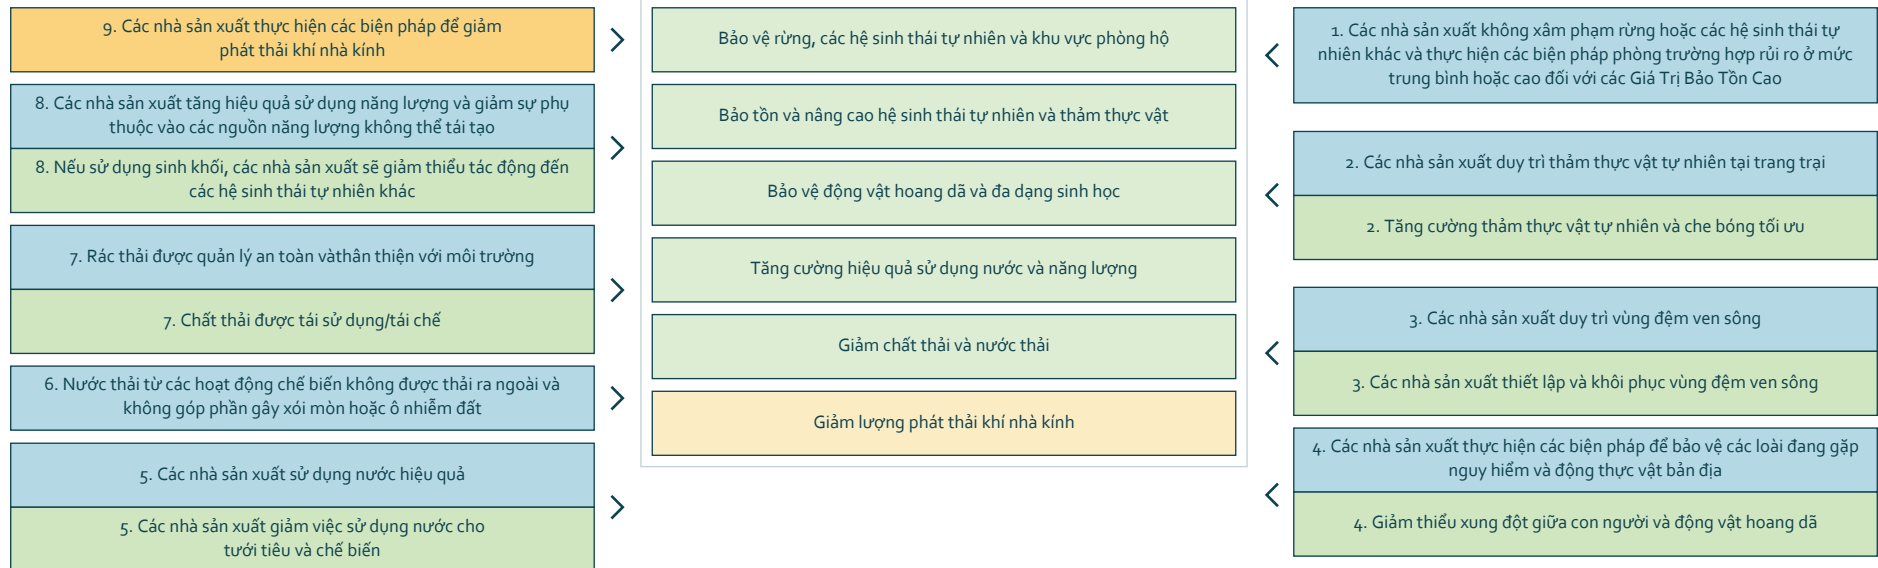 9. Các nhà sản xuất thực hiện các biện pháp để giảm
phát thải khí nhà kính
8. Các nhà sản xuất tăng hiệu quả sử dụng năng lượng và giảm sự phụ
thuộc vào các nguồn năng lượng không thể tái tạo
8. Nếu sử dụng sinh khối, các nhà sản xuất sẽ giảm thiểu tác động đến
các hệ sinh thái tự nhiên khác
7. Rác thải được quản lý an toàn vàthân thiện với môi trường
7. Chất thải được tái sử dụng/tái chế
6. Nước thải từ các hoạt động chế biến không được thải ra ngoài và
không góp phần gây xói mòn hoặc ô nhiễm đất
5. Các nhà sản xuất sử dụng nước hiệu quả
5. Các nhà sản xuất giảm việc sử dụng nước cho
tưới tiêu và chế biến
Bảo vệ rừng, các hệ sinh thái tự nhiên và khu vực phòng hộ
Bảo tồn và nâng cao hệ sinh thái tự nhiên và thảm thực vật
Bảo vệ động vật hoang dã và đa dạng sinh học
Tăng cường hiệu quả sử dụng nước và năng lượng
Giảm chất thải và nước thải
Giảm lượng phát thải khí nhà kính
1. Các nhà sản xuất không xâm phạm rừng hoặc các hệ sinh thái tự
nhiên khác và thực hiện các biện pháp phòng trường hợp rủi ro ở mức
trung bình hoặc cao đối với các Giá Trị Bảo Tồn Cao
2. Các nhà sản xuất duy trì thảm thực vật tự nhiên tại trang trại
2. Tăng cường thảm thực vật tự nhiên và che bóng tối ưu
3. Các nhà sản xuất duy trì vùng đệm ven sông
3. Các nhà sản xuất thiết lập và khôi phục vùng đệm ven sông
4. Các nhà sản xuất thực hiện các biện pháp để bảo vệ các loài đang gặp
nguy hiểm và động thực vật bản địa
4. Giảm thiểu xung đột giữa con người và động vật hoang dã